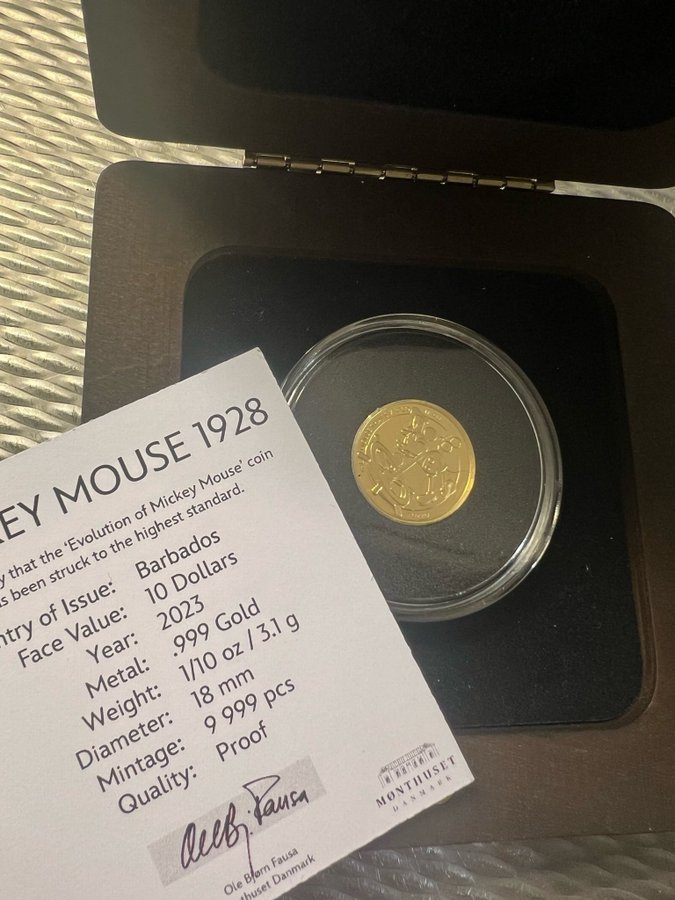 EY MOUSE 1928
y that the 'Evolution of Mickey Mouse' coin
s been struck to the highest standard.
ntry of Issue: Barbados
Face Value: 10 Dollars
Year: 2023
Metal: .999 Gold
Weight: 1/10 oz / 3.1 g
Diameter: 18 mm
Mintage: 9 999 pcs
Quality: Proof
Ole Bjørn Fausa
thuset Danmark
MØNTHUSET
DANMARK